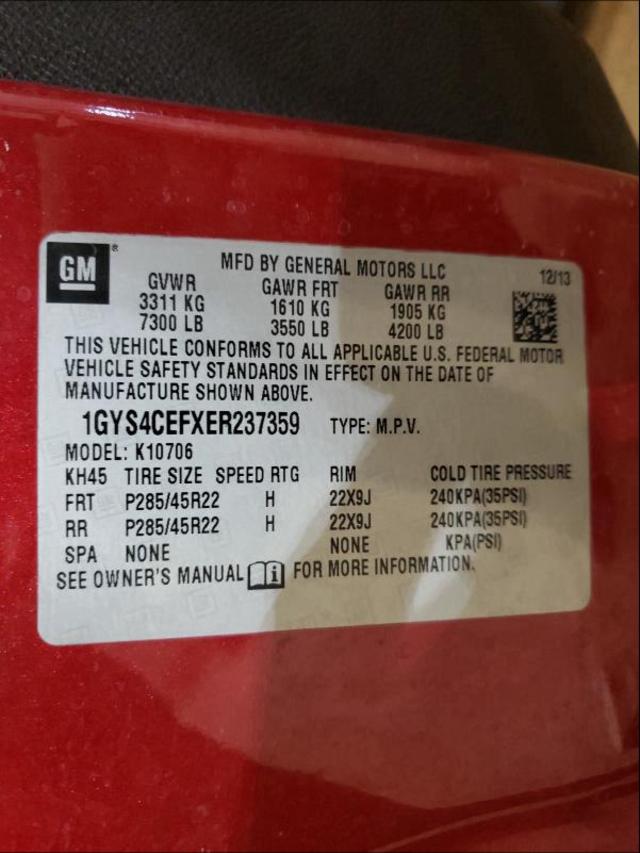 GM® MFD BY GENERAL MOTORS LLC 12/13
GVWR GAWR FRT GAWR RR
3311 KG 1610 KG 1905 KG
7300 LB 3550 LB 4200 LB
THIS VEHICLE CONFORMS TO ALL APPLICABLE U.S. FEDERAL MOTOR
VEHICLE SAFETY STANDARDS IN EFFECT ON THE DATE OF
MANUFACTURE SHOWN ABOVE.
1GYS4CEFXER237359 TYPE: M.P.V.
MODEL: K10706
KH45 TIRE SIZE SPEED RTG RIM COLD TIRE PRESSURE
FRT P285/45R22 H 22X9J 240KPA(35PSI)
RR P285/45R22 H 22X9J 240KPA(35PSI)
SPA NONE NONE KPA(PSI)
SEE OWNER'S MANUAL i FOR MORE INFORMATION.